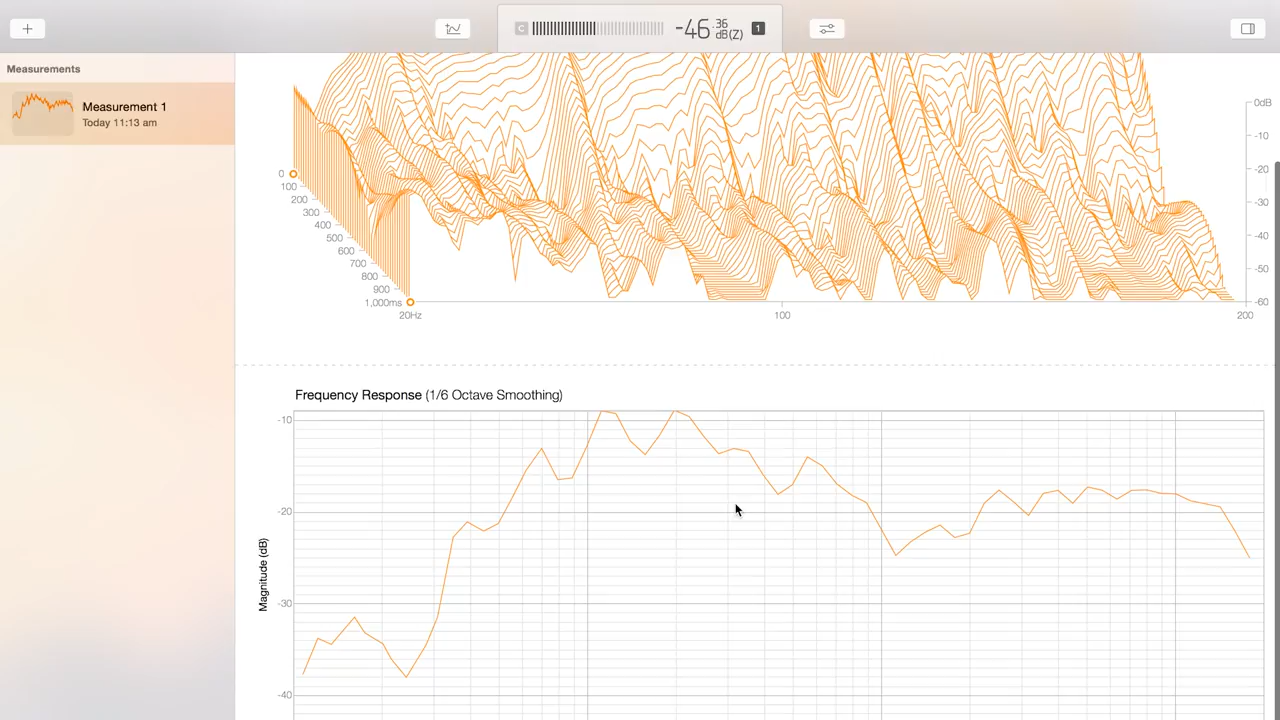 C -46.36 dB(Z) 1
Measurements
Measurement 1
Today 11:13 am
0dB
-10
-20
-30
-40
-50
-60
0
100
200
300
400
500
600
700
800
900
1,000ms
20Hz
100
200
Frequency Response (1/6 Octave Smoothing)
Magnitude (dB)
-10
-20
-30
-40